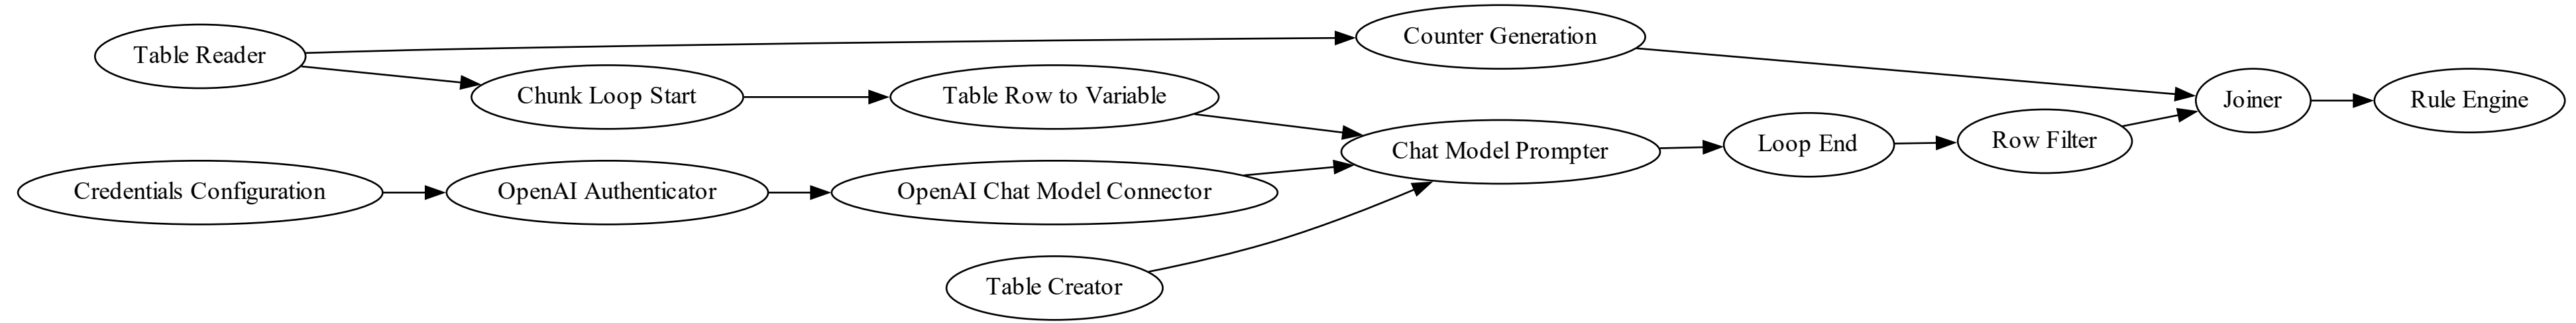 Table Reader
Counter Generation
Chunk Loop Start
Table Row to Variable
Joiner
Rule Engine
Chat Model Prompter
Loop End
Row Filter
Credentials Configuration
OpenAI Authenticator
OpenAI Chat Model Connector
Table Creator